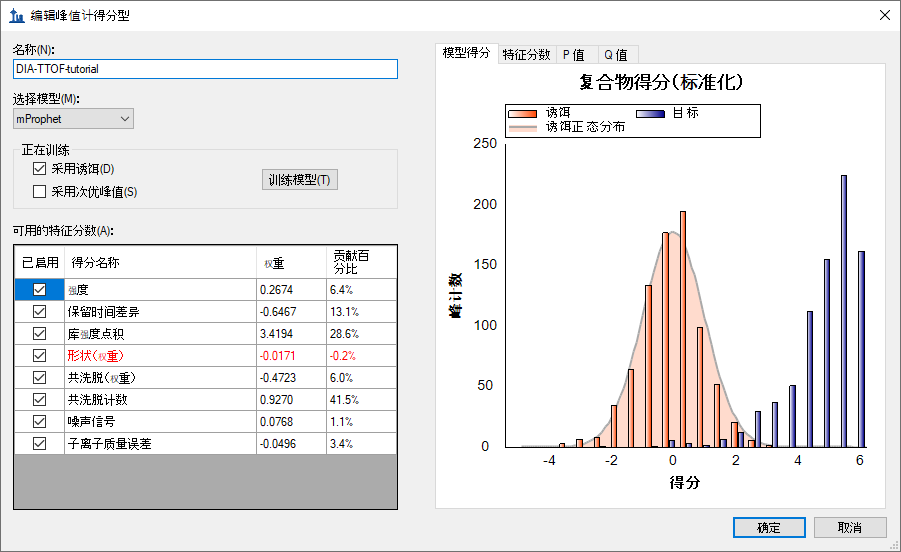 编辑峰值计得分型
名称(N):
DIA-TTOF-tutorial
选择模型(M):
mProphet
正在训练
采用诱饵(D)
采用次优峰值(S)
训练模型(T)
可用的特征分数(A):
已启用 得分名称 权重 贡献百分比
强度 0.2674 6.4%
保留时间差异 -0.6467 13.1%
库强度点积 3.4194 28.6%
形状(权重) -0.0171 -0.2%
共洗脱(权重) -0.4723 6.0%
共洗脱计数 0.9270 41.5%
噪声信号 0.0768 1.1%
子离子质量误差 -0.0496 3.4%
模型得分 特征分数 P 值 Q 值
复合物得分(标准化)
诱饵 目标
诱饵正态分布
250
200
150
100
50
0
峰计数
-4 -2 0 2 4 6
得分
确定 取消